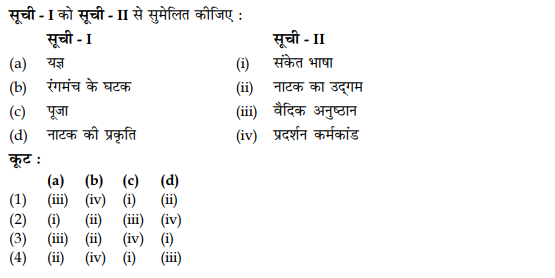 सूची - I को सूची - II से सुमेलित कीजिए :
सूची - I सूची - II
(a) यज्ञ (i) संकेत भाषा
(b) रंगमंच के घटक (ii) नाटक का उद्गम
(c) पूजा (iii) वैदिक अनुष्ठान
(d) नाटक की प्रकृति (iv) प्रदर्शन कर्मकांड
कूट :
(a) (b) (c) (d)
(1) (iii) (iv) (i) (ii)
(2) (i) (ii) (iii) (iv)
(3) (iii) (ii) (iv) (i)
(4) (ii) (iv) (i) (iii)